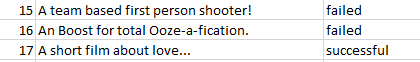 15 A team based first person shooter! failed
16 An Boost for total Ooze-a-fication. failed
17 A short film about love... successful